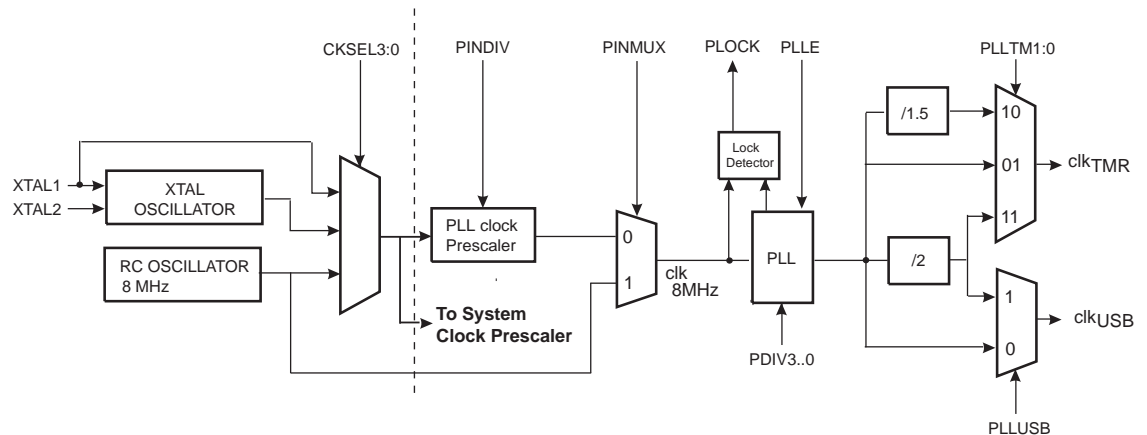 CKSEL3:0
PINDIV
PINMUX
PLOCK
PLLE
PLLTM1:0
/1.5
10
Lock
Detector
01
clkTMR
XTAL1
XTAL2
XTAL
OSCILLATOR
11
PLL clock
Prescaler
0
1
RC OSCILLATOR
8 MHz
clk
8MHz
PLL
/2
To System
Clock Prescaler
1
clkUSB
0
PDIV3..0
PLLUSB